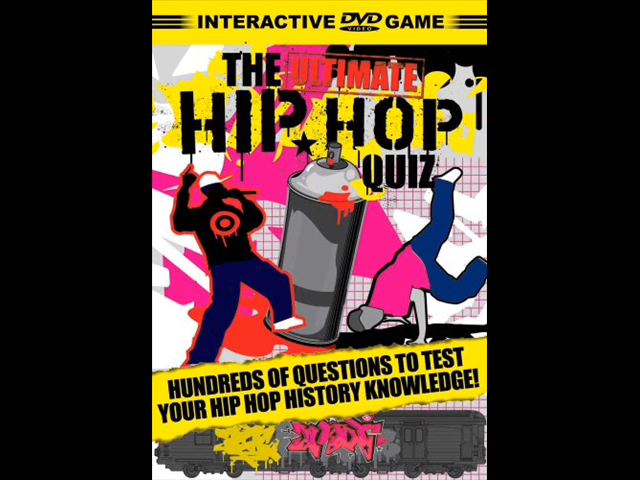 INTERACTIVE DVD VIDEO GAME
THE ULTIMATE
HIP HOP
QUIZ
HUNDREDS OF QUESTIONS TO TEST
YOUR HIP HOP HISTORY KNOWLEDGE!